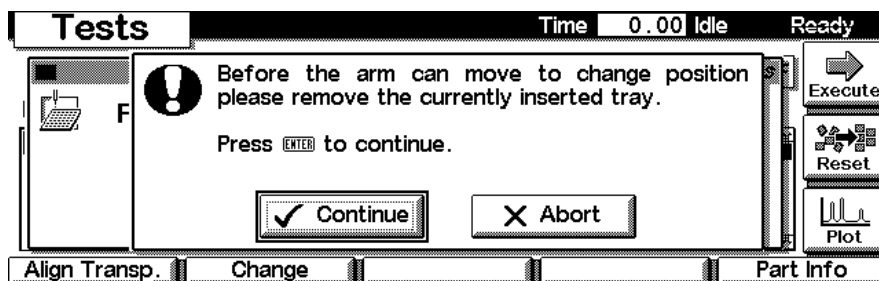 Tests
Time 0.00 Idle Ready
Before the arm can move to change position
please remove the currently inserted tray.
F
Press ENTER to continue.
Continue
Abort
Execute
Reset
Plot
Align Transp.
Change
Part Info